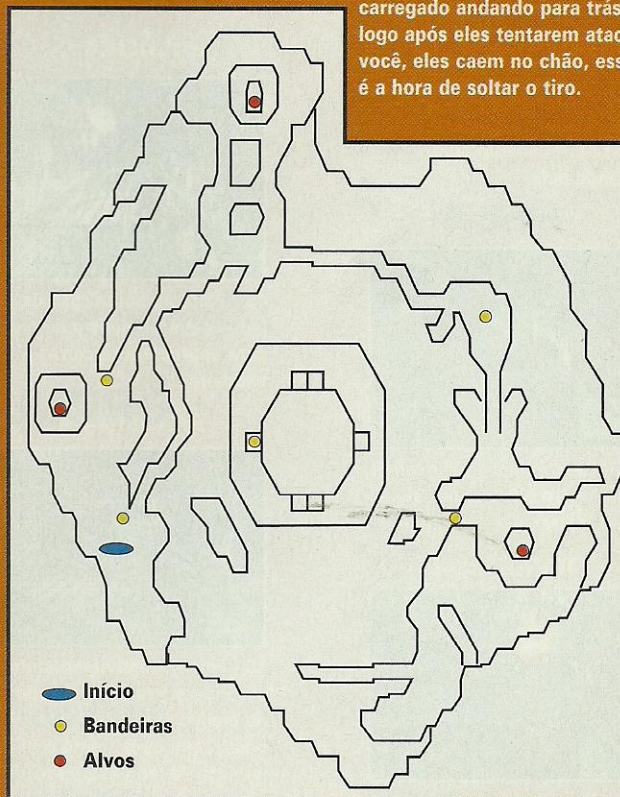 carregado andando para trás
logo após eles tentarem atac
você, eles caem no chão, ess
é a hora de soltar o tiro.
Início
Bandeiras
Alvos